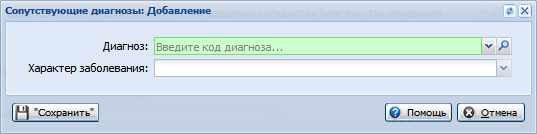 Сопутствующие диагнозы: Добавление
Диагноз: Введите код диагноза...
Характер заболевания:
"Сохранить" Помощь Отмена